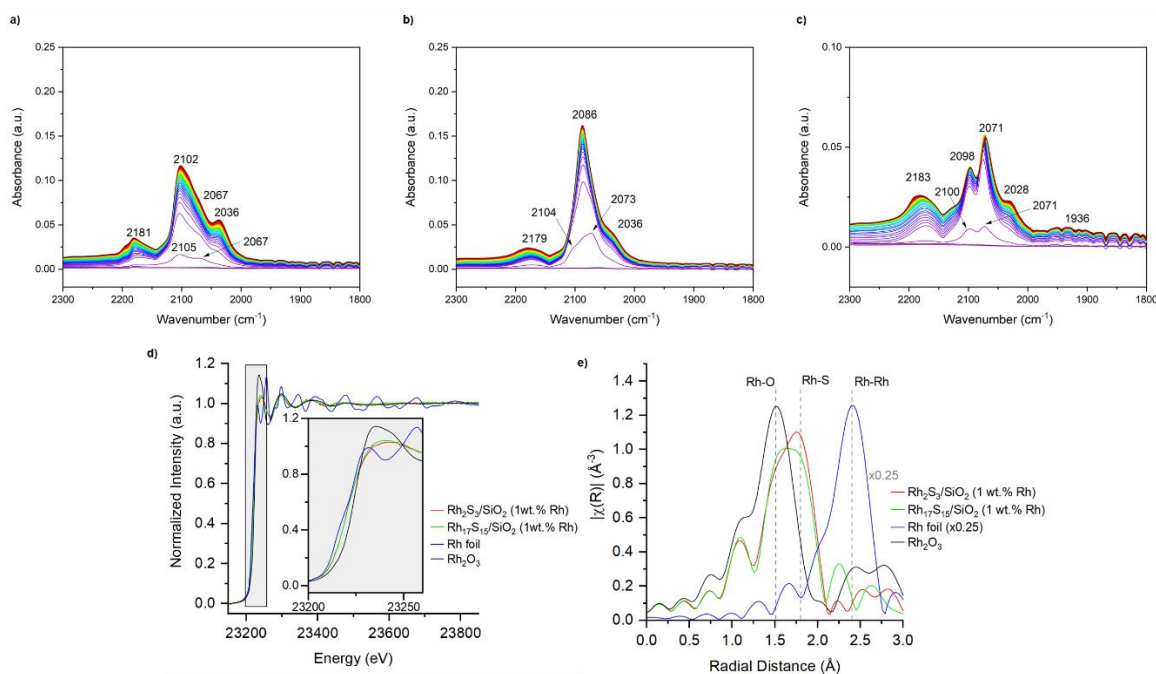 a)
0.25
0.20
0.15
0.10
0.05
0.00
Absorbance (a.u.)
2102
2067
2036
2181
2105
2067
2300 2200 2100 2000 1900 1800
Wavenumber (cm⁻¹)
b)
0.25
0.20
0.15
0.10
0.05
0.00
Absorbance (a.u.)
2086
2104
2073
2036
2179
2300 2200 2100 2000 1900 1800
Wavenumber (cm⁻¹)
c)
0.10
0.05
0.00
Absorbance (a.u.)
2071
2098
2183
2100
2028
2071
1936
2300 2200 2100 2000 1900 1800
Wavenumber (cm⁻¹)
d)
1.2
1.0
0.8
0.6
0.4
0.2
0.0
Normalized Intensity (a.u.)
1.2
1.0
0.8
0.6
0.4
0.2
0.0
23200 23250
Rh₂S₃/SiO₂ (1wt.% Rh)
Rh₁₇S₁₅/SiO₂ (1wt.% Rh)
Rh foil
Rh₂O₃
23200 23400 23600 23800
Energy (eV)
e)
Rh-O Rh-S Rh-Rh
1.4
1.2
1.0
0.8
0.6
0.4
0.2
0.0
|χ(R)| (Å⁻³)
x0.25
Rh₂S₃/SiO₂ (1 wt.% Rh)
Rh₁₇S₁₅/SiO₂ (1 wt.% Rh)
Rh foil (x0.25)
Rh₂O₃
0.0 0.5 1.0 1.5 2.0 2.5 3.0
Radial Distance (Å)